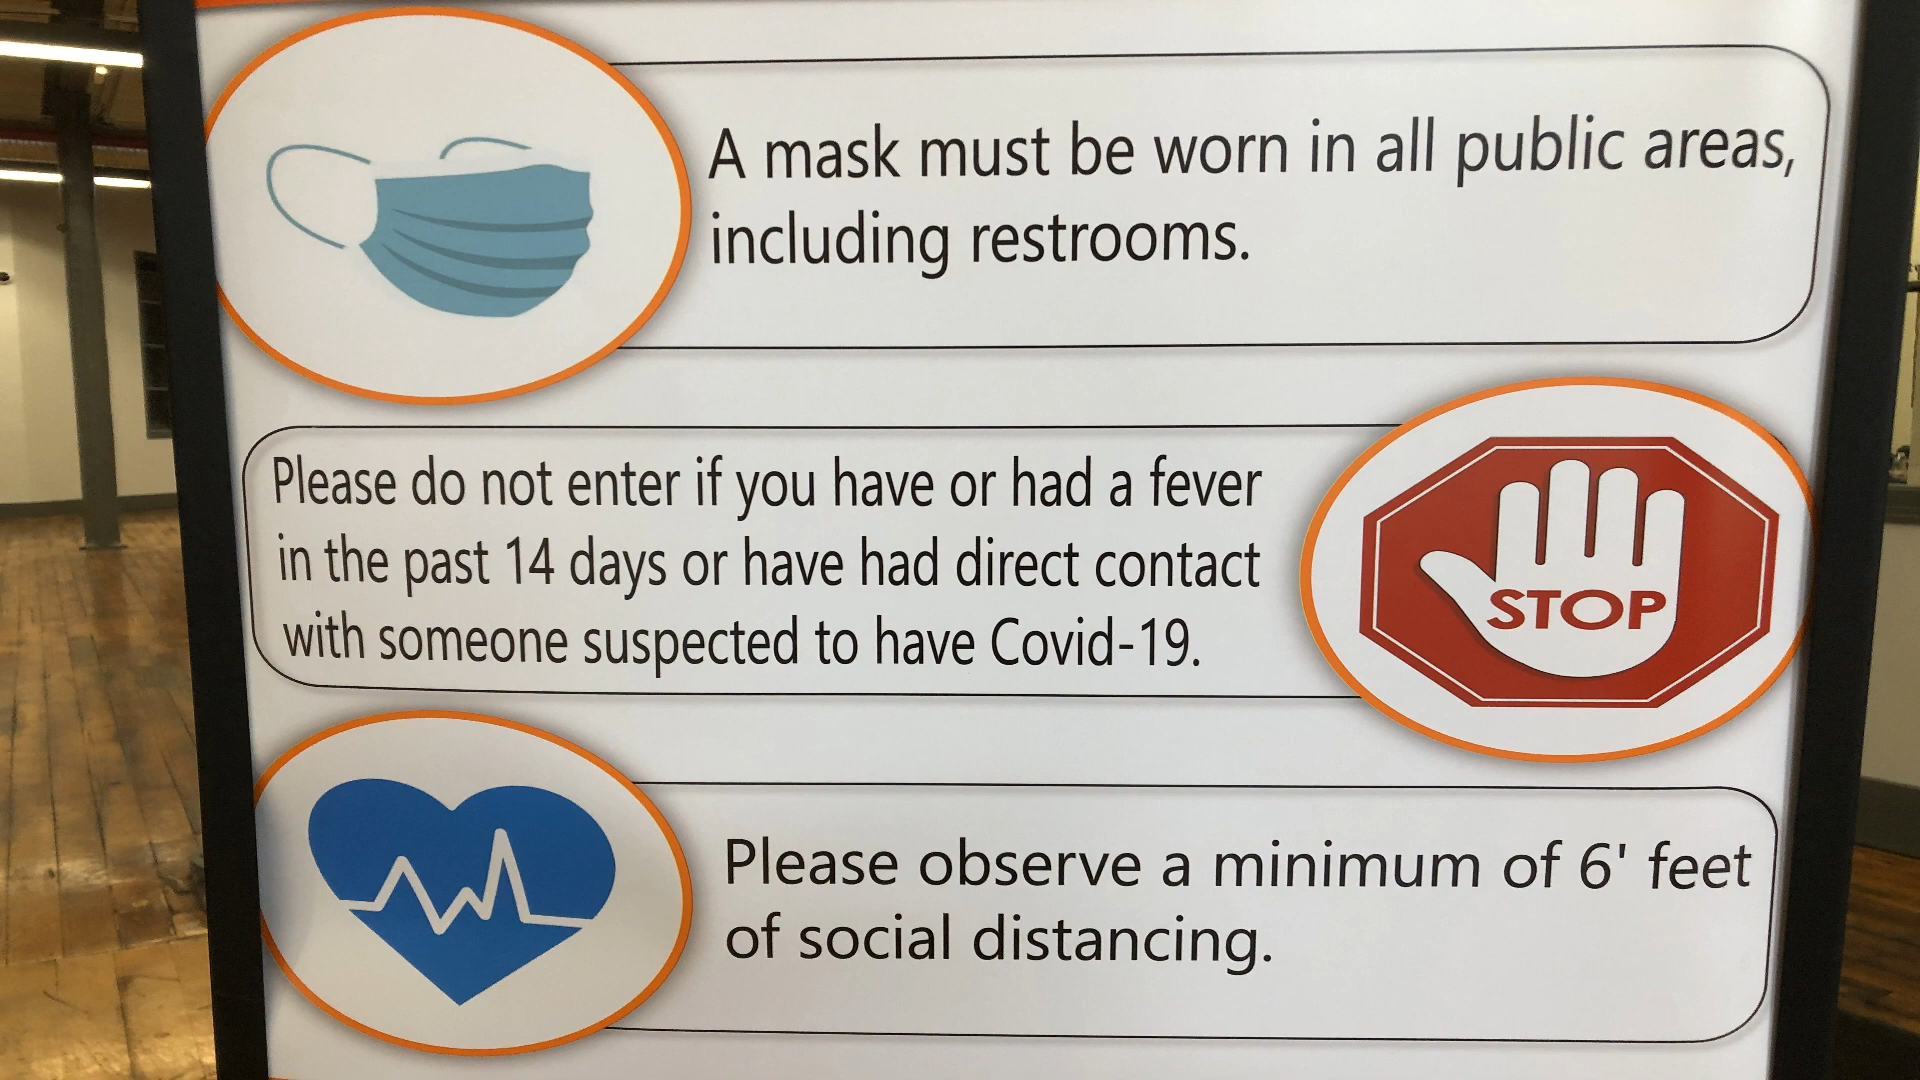 A mask must be worn in all public areas,
including restrooms.
Please do not enter if you have or had a fever
in the past 14 days or have had direct contact
with someone suspected to have Covid-19.
STOP
Please observe a minimum of 6' feet
of social distancing.